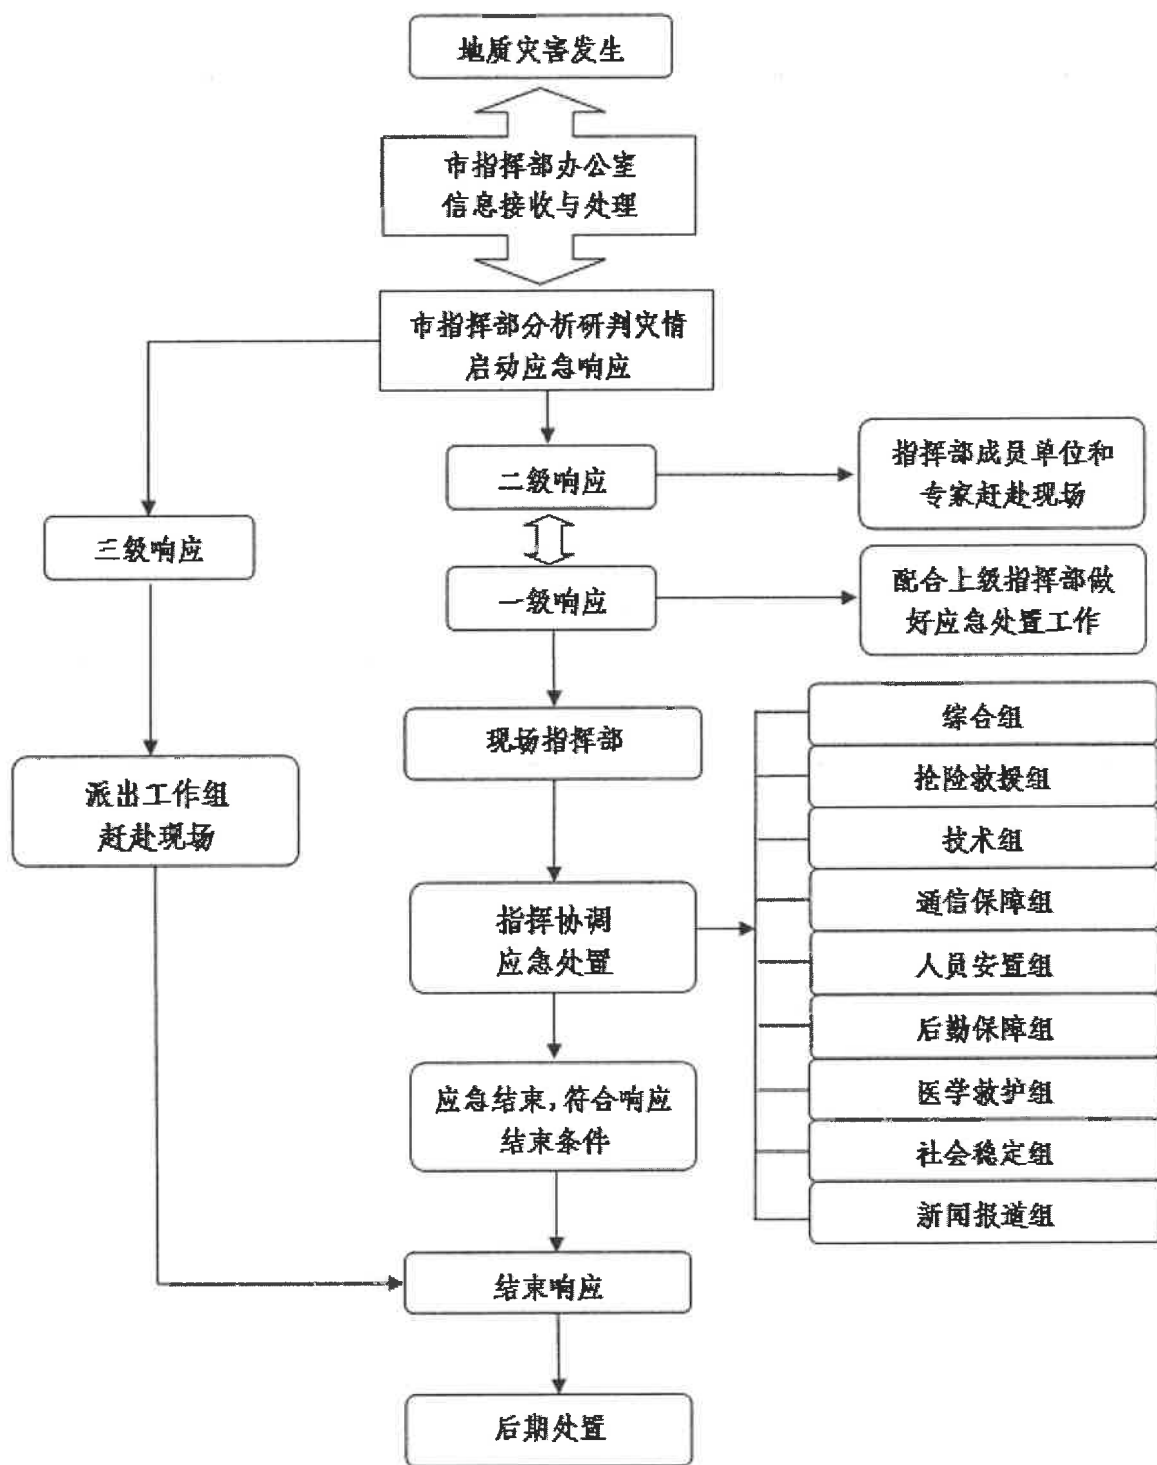 地质灾害发生
市指挥部办公室
信息接收与处理
市指挥部分析研判灾情
启动应急响应
二级响应
指挥部成员单位和
专家赶赴现场
三级响应
一级响应
配合上级指挥部做
好应急处置工作
现场指挥部
派出工作组
赶赴现场
指挥协调
应急处置
综合组
抢险救援组
技术组
通信保障组
人员安置组
后勤保障组
医学救护组
社会稳定组
新闻报道组
应急结束，符合响应
结束条件
结束响应
后期处置